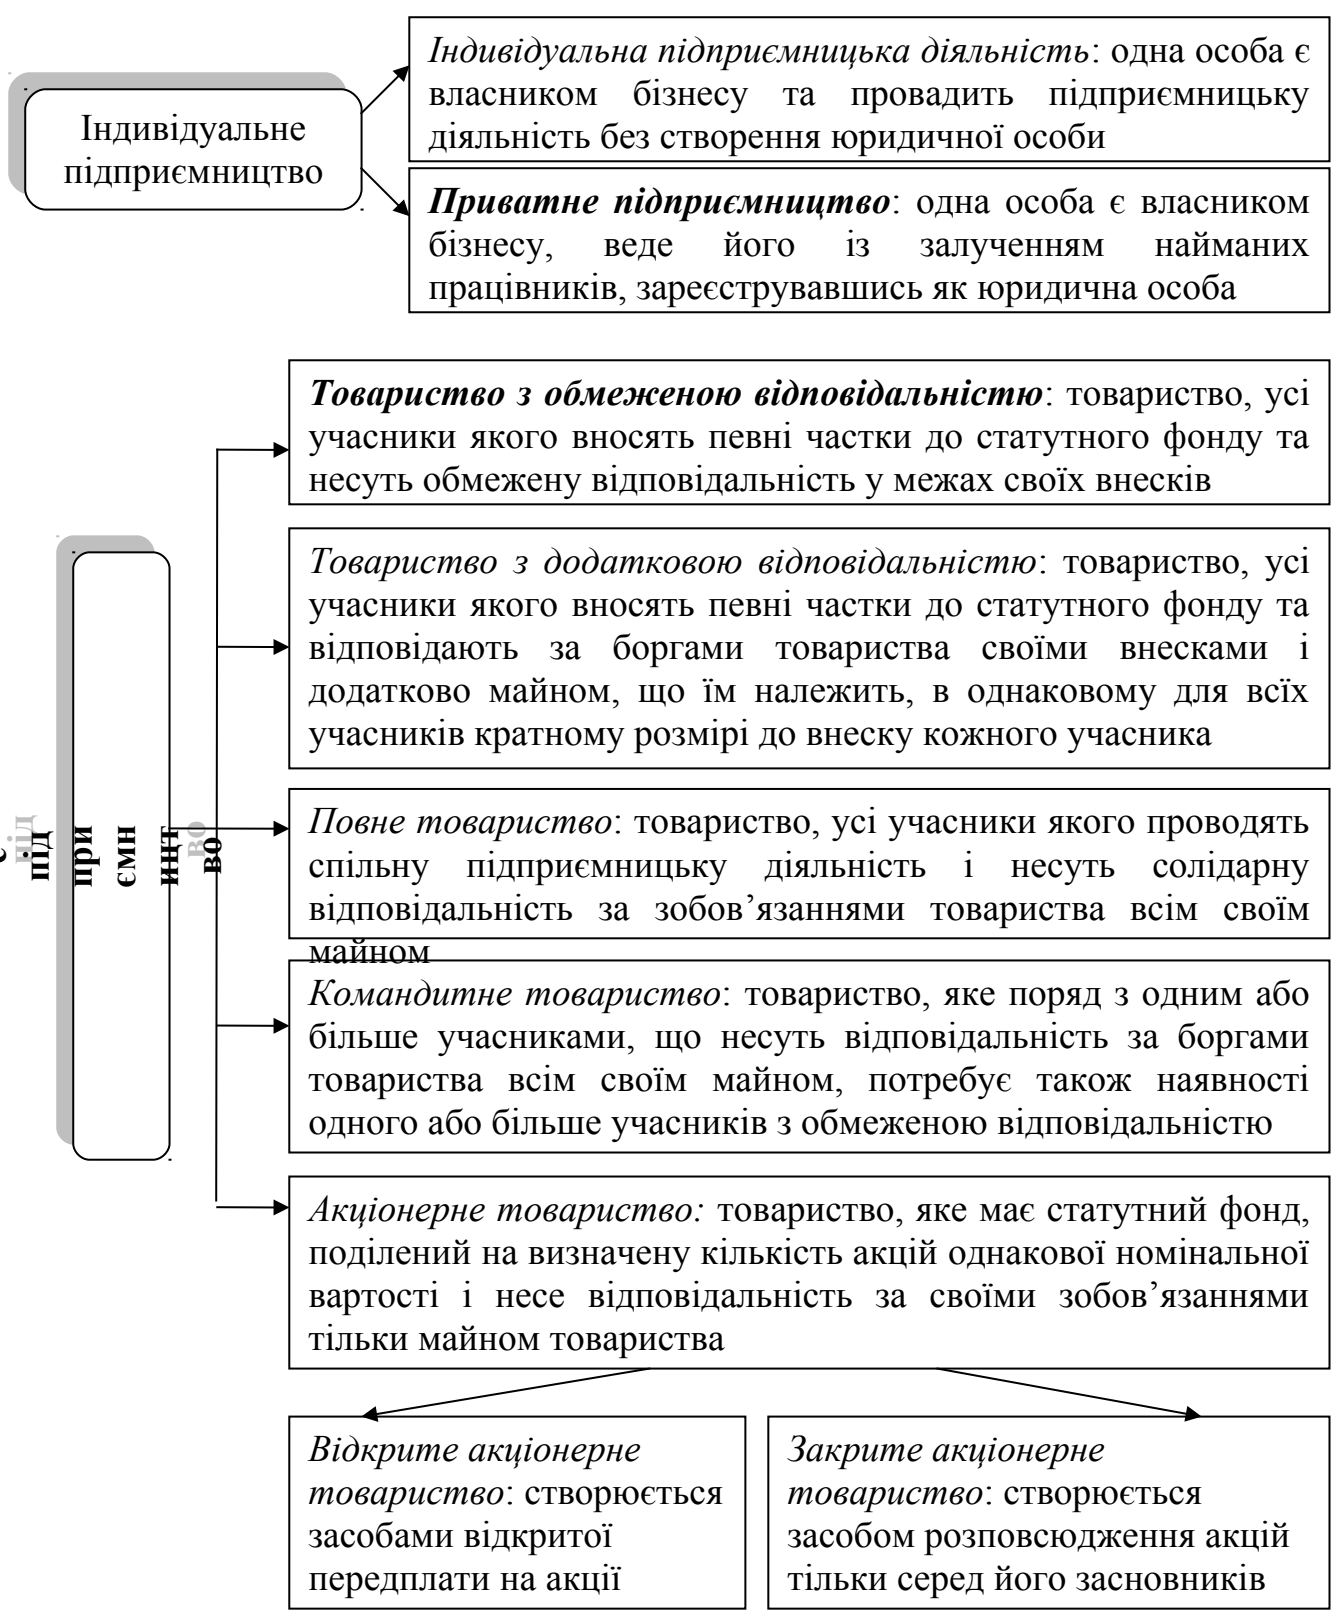 Індивідуальне
підприємництво
Індивідуальна підприємницька діяльність: одна особа є
власником бізнесу та провадить підприємницьку
діяльність без створення юридичної особи
Приватне підприємництво: одна особа є власником
бізнесу, веде його із залученням найманих
працівників, зареєструвавшись як юридична особа
під
при
ємн
ицт
во
Товариство з обмеженою відповідальністю: товариство, усі
учасники якого вносять певні частки до статутного фонду та
несуть обмежену відповідальність у межах своїх внесків
Товариство з додатковою відповідальністю: товариство, усі
учасники якого вносять певні частки до статутного фонду та
відповідають за боргами товариства своїми внесками і
додатково майном, що їм належить, в однаковому для всіх
учасників кратному розмірі до внеску кожного учасника
Повне товариство: товариство, усі учасники якого проводять
спільну підприємницьку діяльність і несуть солідарну
відповідальність за зобов’язаннями товариства всім своїм
майном
Командитне товариство: товариство, яке поряд з одним або
більше учасниками, що несуть відповідальність за боргами
товариства всім своїм майном, потребує також наявності
одного або більше учасників з обмеженою відповідальністю
Акціонерне товариство: товариство, яке має статутний фонд,
поділений на визначену кількість акцій однакової номінальної
вартості і несе відповідальність за своїми зобов’язаннями
тільки майном товариства
Відкрите акціонерне
товариство: створюється
засобами відкритої
передплати на акції
Закрите акціонерне
товариство: створюється
засобом розповсюдження акцій
тільки серед його засновників